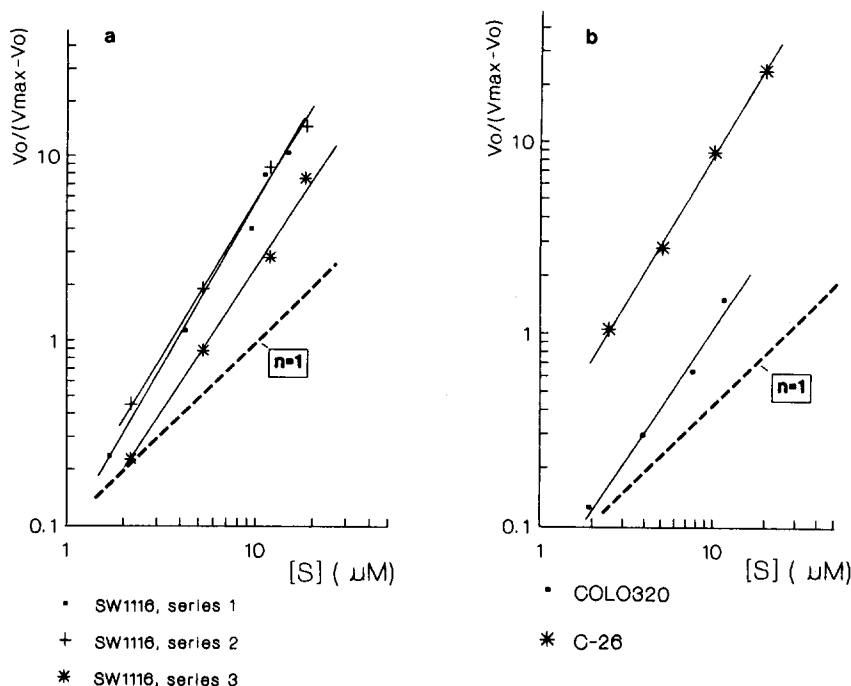 a
Vo/(Vmax-Vo)
10
1
0.1
n=1
1
10
[S] ( µM)
▪ SW1116, series 1
+ SW1116, series 2
✳ SW1116, series 3
b
Vo/(Vmax-Vo)
10
1
0.1
n=1
1
10
[S] ( µM)
▪ COLO320
✳ C-26